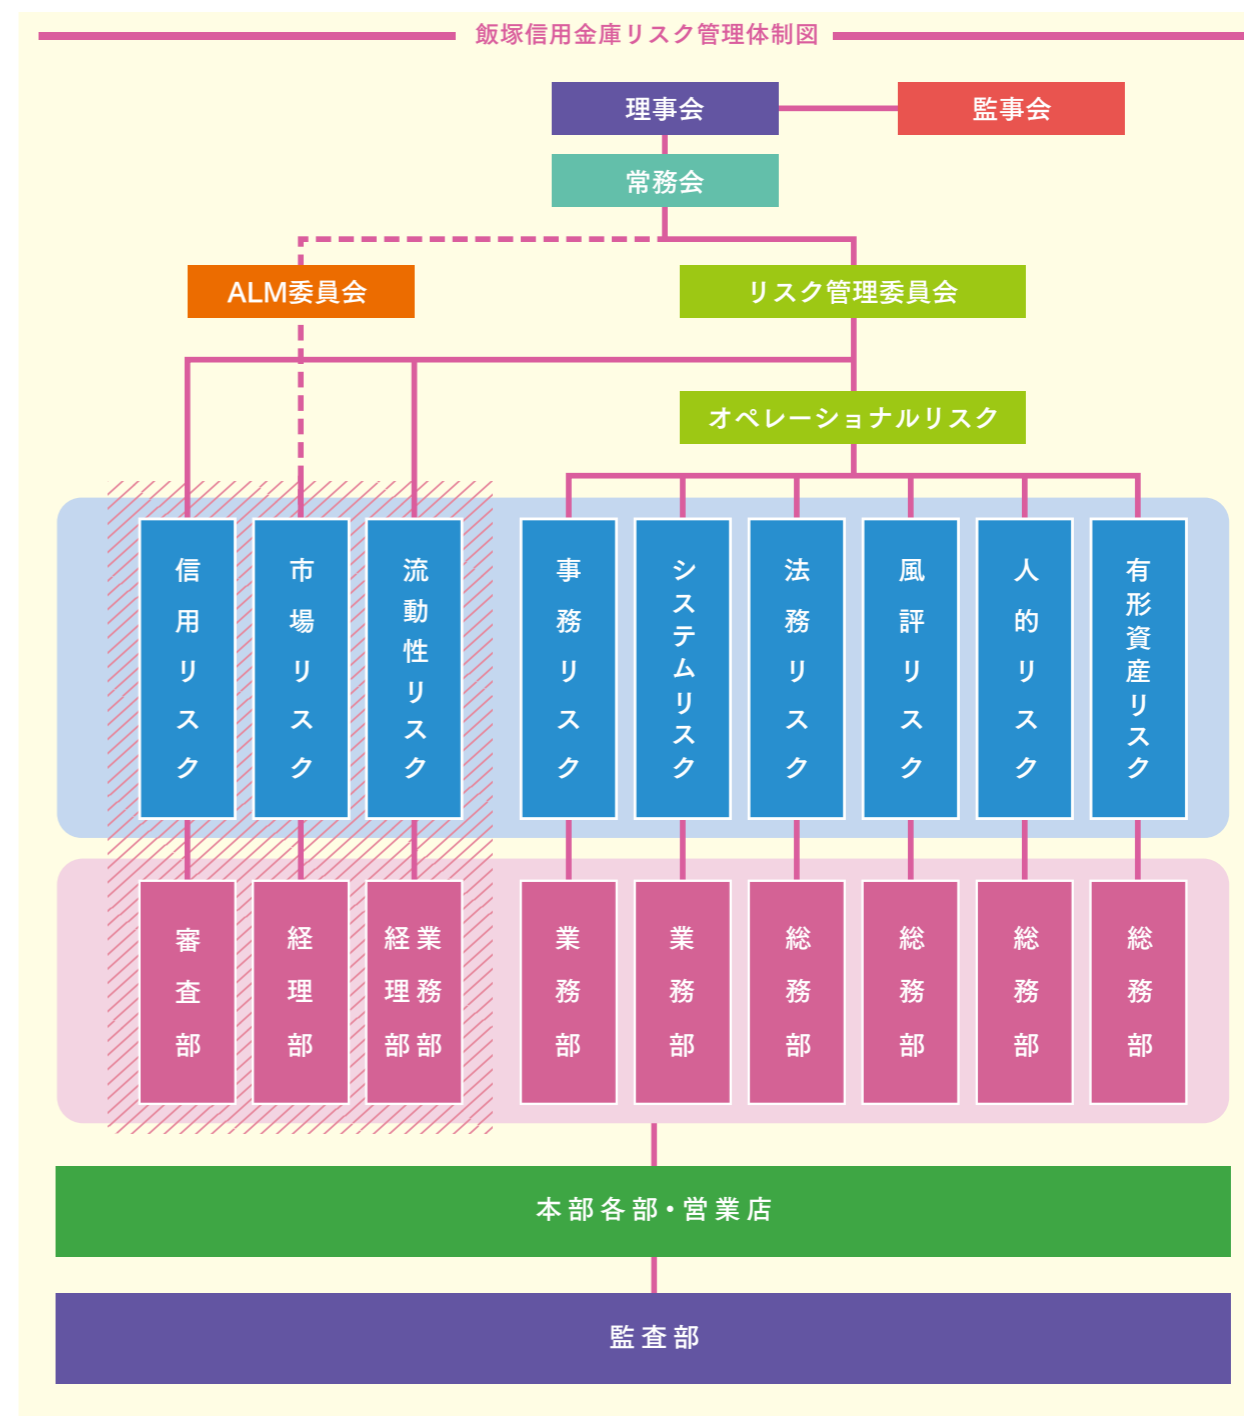 飯塚信用金庫リスク管理体制図
理事会
監事会
常務会
ALM委員会
リスク管理委員会
オペレーショナルリスク
信用リスク
市場リスク
流動性リスク
事務リスク
システムリスク
法務リスク
風評リスク
人的リスク
有形資産リスク
審査部
経理部
業務部
経理部
業務部
業務部
総務部
総務部
総務部
総務部
本部各部・営業店
監査部